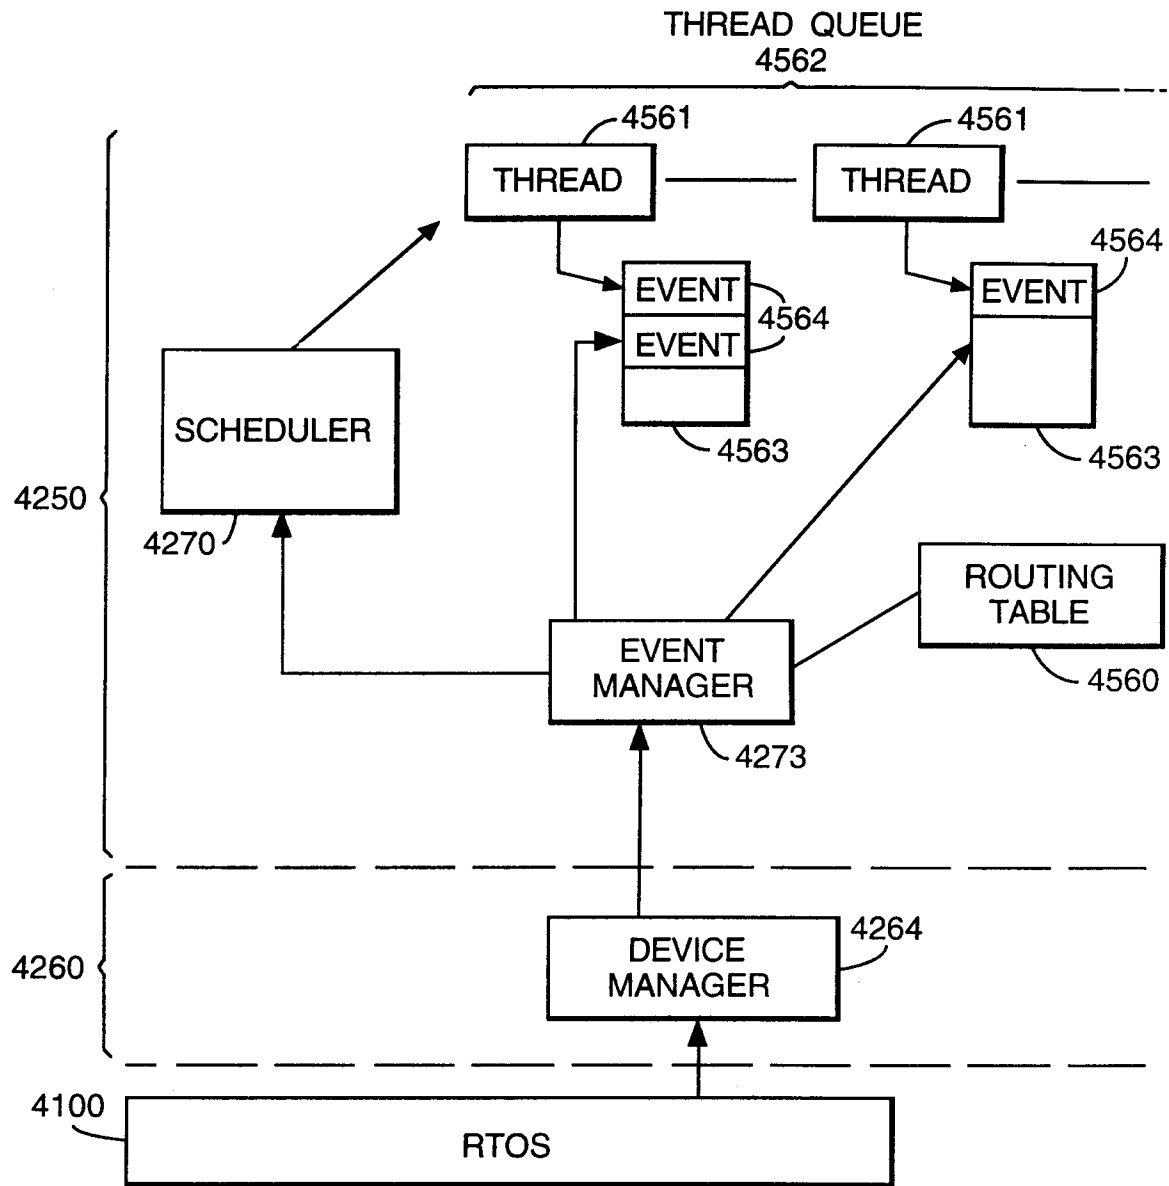 THREAD QUEUE
4562
4561
4561
THREAD
THREAD
4564
EVENT
4564
EVENT
EVENT
SCHEDULER
4563
4563
4250
4270
ROUTING
TABLE
EVENT
MANAGER
4560
4273
4264
DEVICE
MANAGER
4260
4100
RTOS